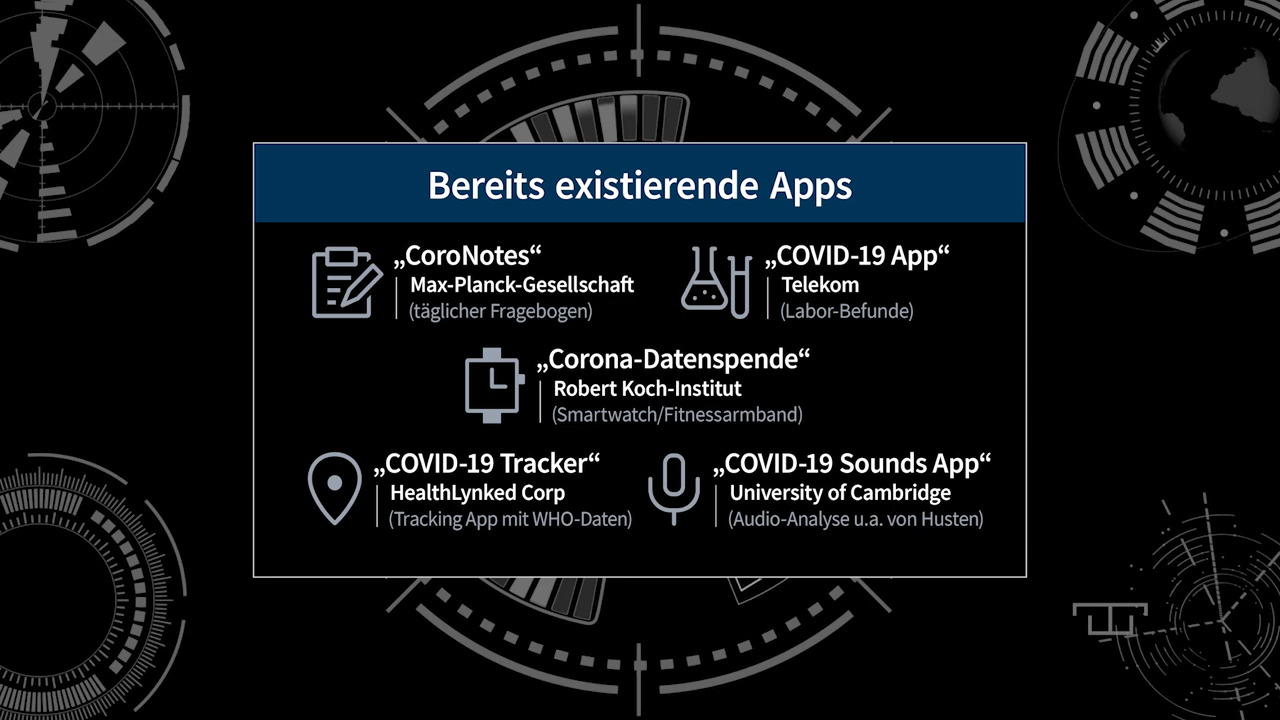 Bereits existierende Apps
„CoroNotes“
Max-Planck-Gesellschaft
(täglicher Fragebogen)
„COVID-19 App“
Telekom
(Labor-Befunde)
„Corona-Datenspende“
Robert Koch-Institut
(Smartwatch/Fitnessarmband)
„COVID-19 Tracker“
HealthLynked Corp
(Tracking App mit WHO-Daten)
„COVID-19 Sounds App“
University of Cambridge
(Audio-Analyse u.a. von Husten)